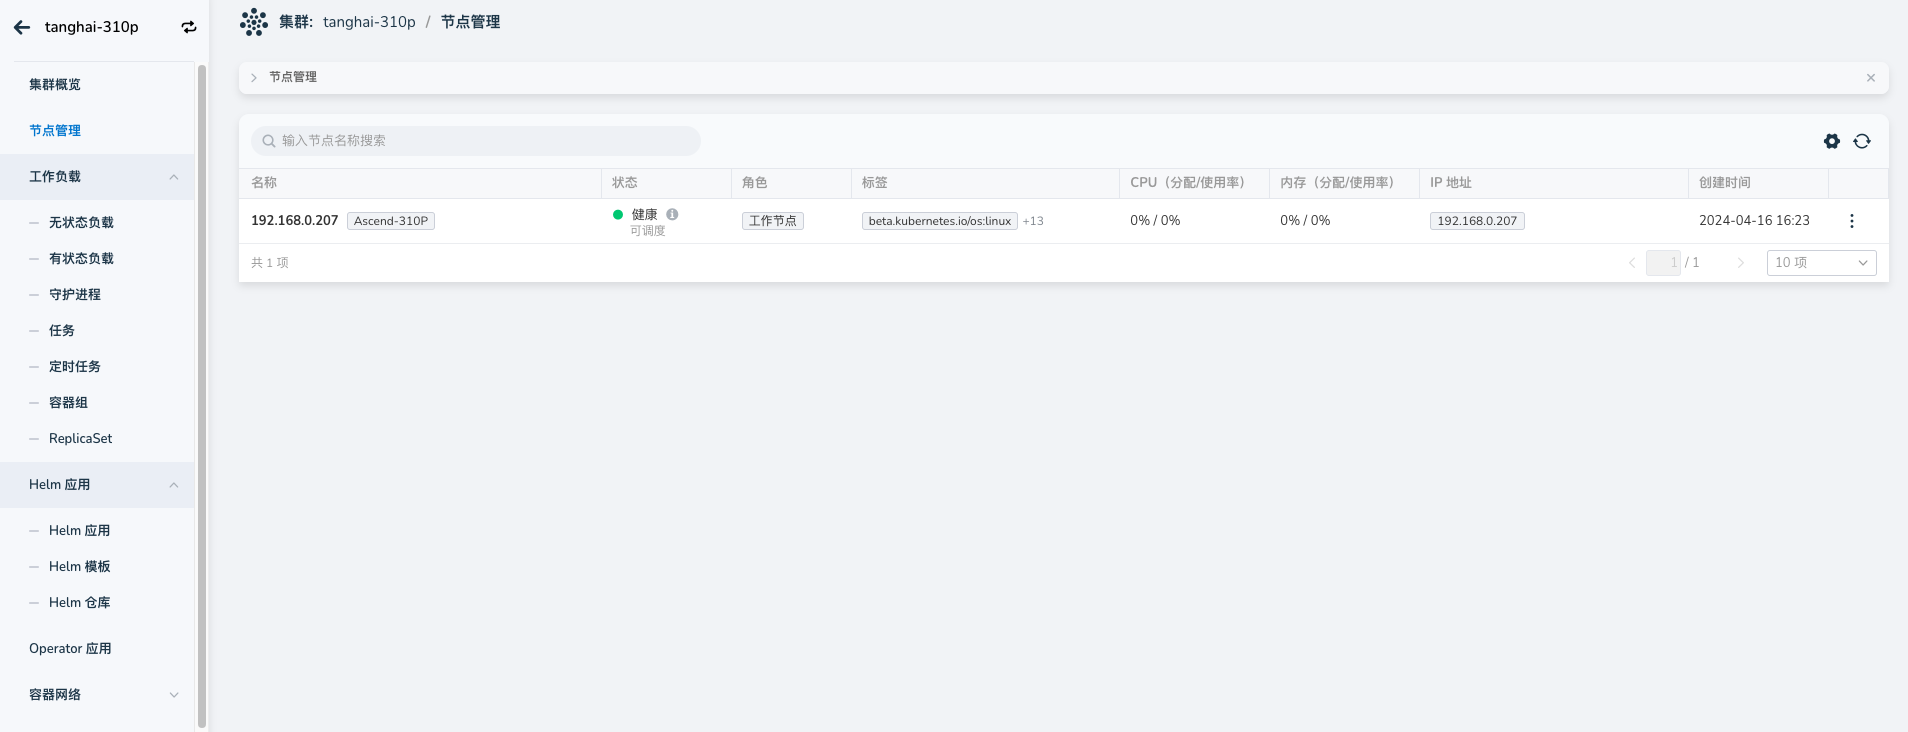 tanghai-310p
集群概览
节点管理
工作负载
无状态负载
有状态负载
守护进程
任务
定时任务
容器组
ReplicaSet
Helm 应用
Helm 应用
Helm 模板
Helm 仓库
Operator 应用
容器网络
集群: tanghai-310p / 节点管理
节点管理
输入节点名称搜索
名称 状态 角色 标签 CPU（分配/使用率） 内存（分配/使用率） IP 地址 创建时间
192.168.0.207 Ascend-310P 健康 工作节点 beta.kubernetes.io/os:linux +13 0% / 0% 0% / 0% 192.168.0.207 2024-04-16 16:23
可调度
共 1 项 1 / 1 10 项